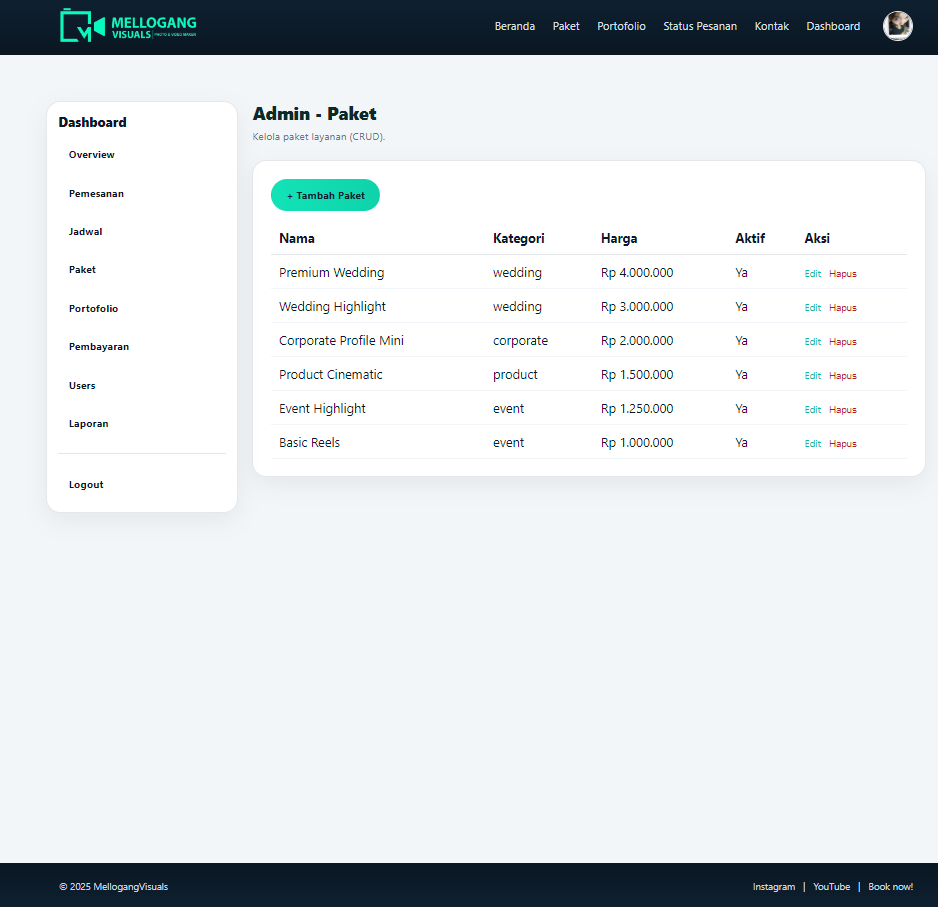 MELLOGANG
VISUALS | PHOTO & VIDEO MAKER
Beranda Paket Portofolio Status Pesanan Kontak Dashboard
Dashboard
Overview
Pemesanan
Jadwal
Paket
Portofolio
Pembayaran
Users
Laporan
Logout
Admin - Paket
Kelola paket layanan (CRUD).
+ Tambah Paket
Nama Kategori Harga Aktif Aksi
Premium Wedding wedding Rp 4.000.000 Ya Edit Hapus
Wedding Highlight wedding Rp 3.000.000 Ya Edit Hapus
Corporate Profile Mini corporate Rp 2.000.000 Ya Edit Hapus
Product Cinematic product Rp 1.500.000 Ya Edit Hapus
Event Highlight event Rp 1.250.000 Ya Edit Hapus
Basic Reels event Rp 1.000.000 Ya Edit Hapus
© 2025 MellogangVisuals
Instagram | YouTube | Book now!